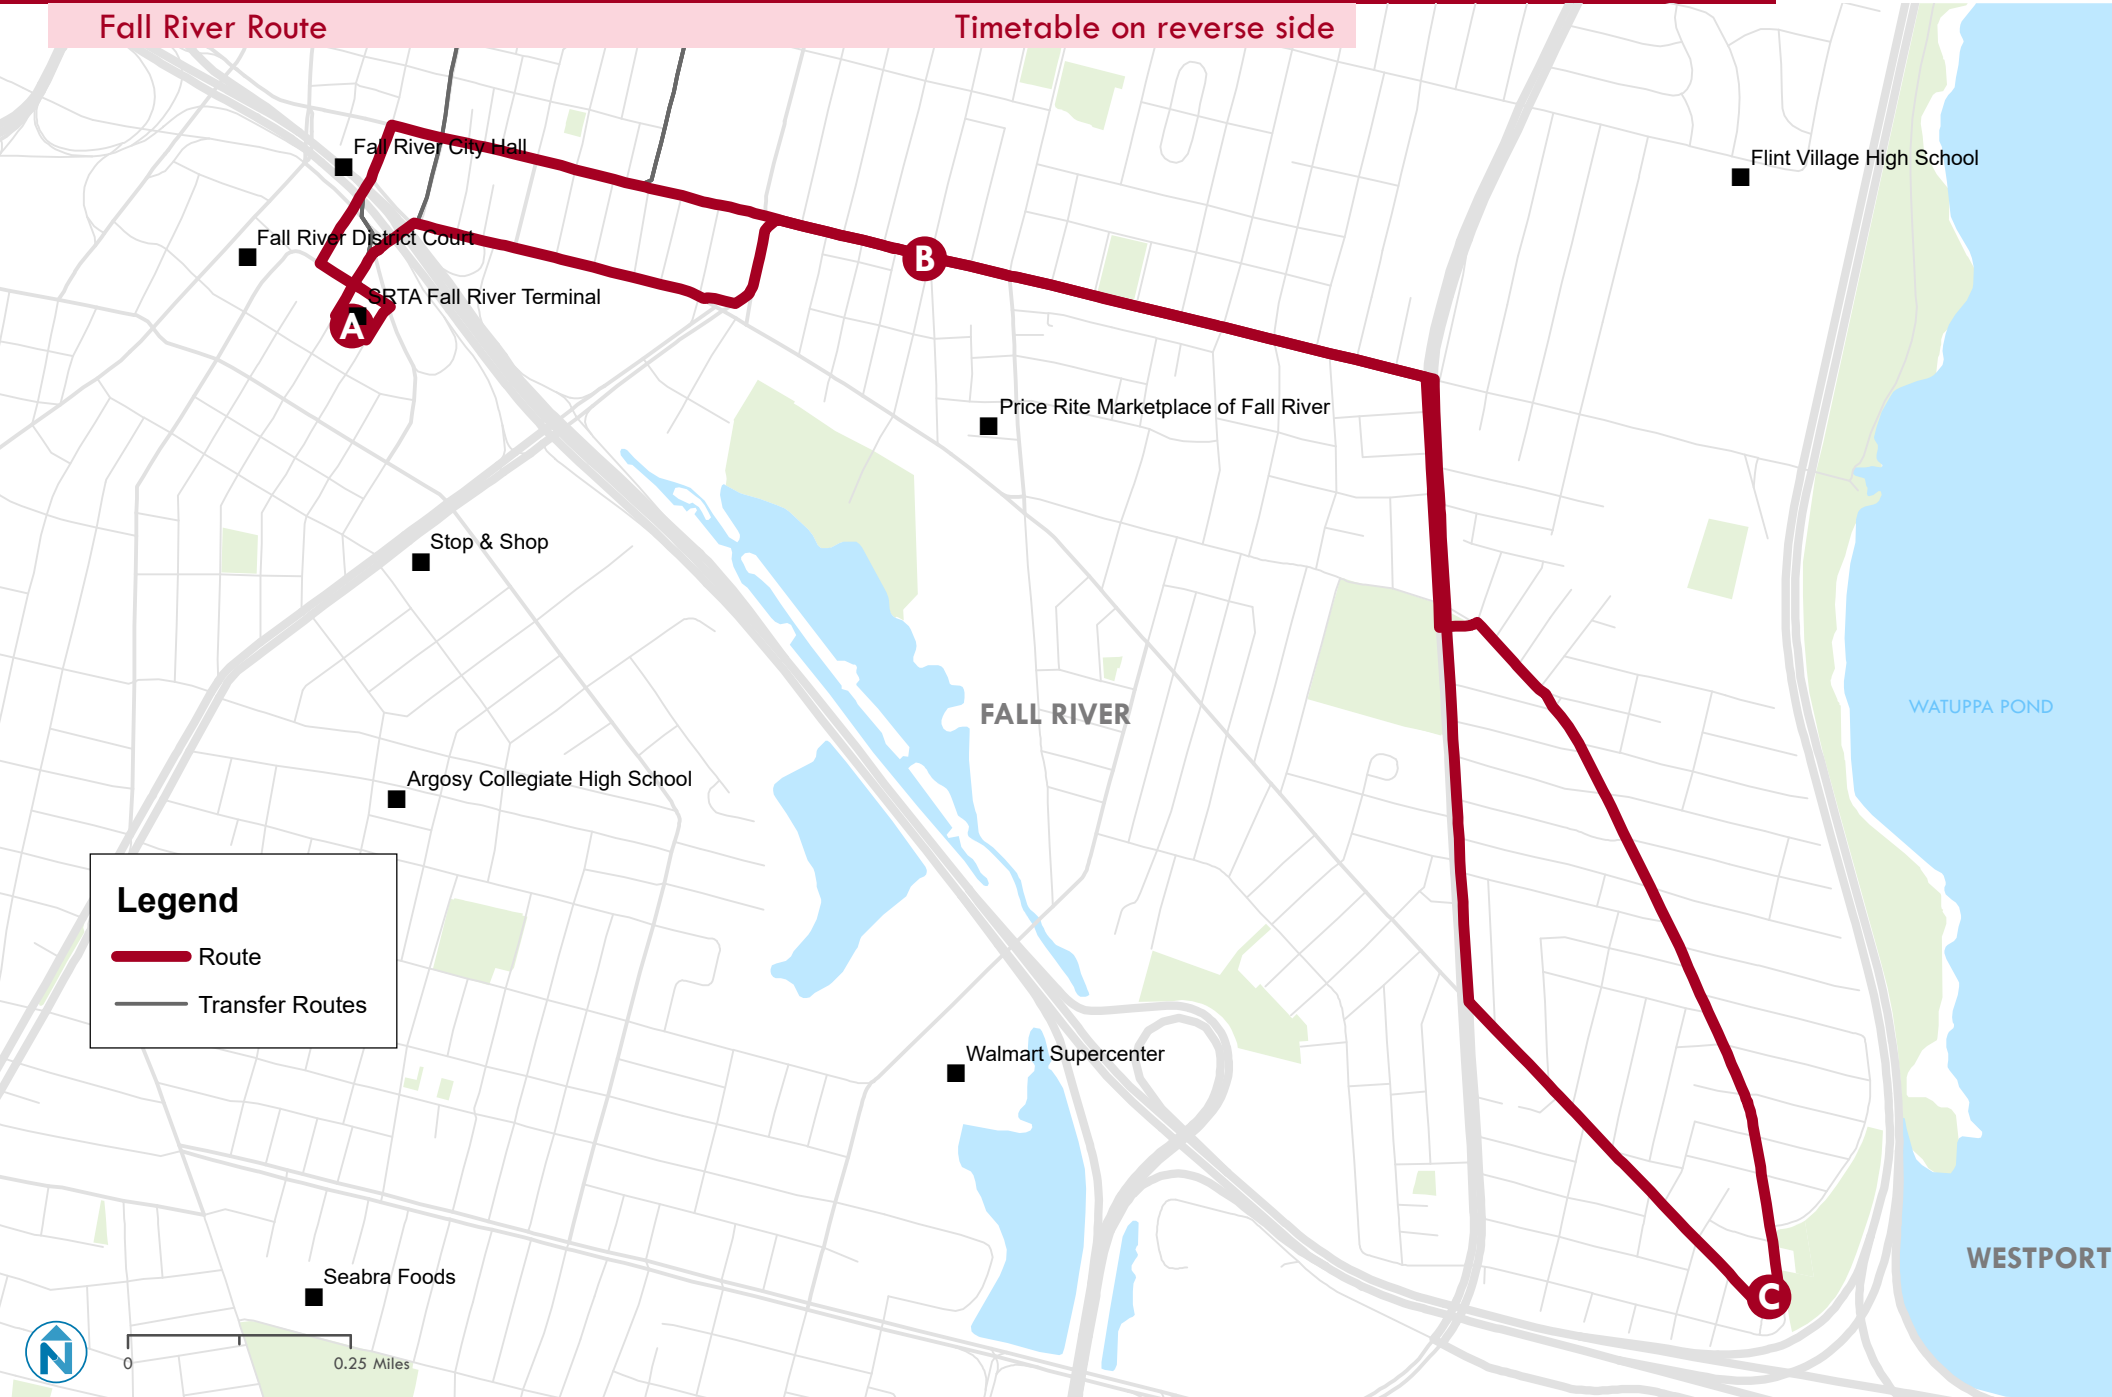 Fall River Route
Timetable on reverse side
Fall River City Hall
Flint Village High School
Fall River District Court
B
SRTA Fall River Terminal
A
Price Rite Marketplace of Fall River
Stop & Shop
FALL RIVER
WATUPPA POND
Argosy Collegiate High School
Legend
Route
Transfer Routes
Walmart Supercenter
WESTPORT
Seabra Foods
C
N
0
0.25 Miles